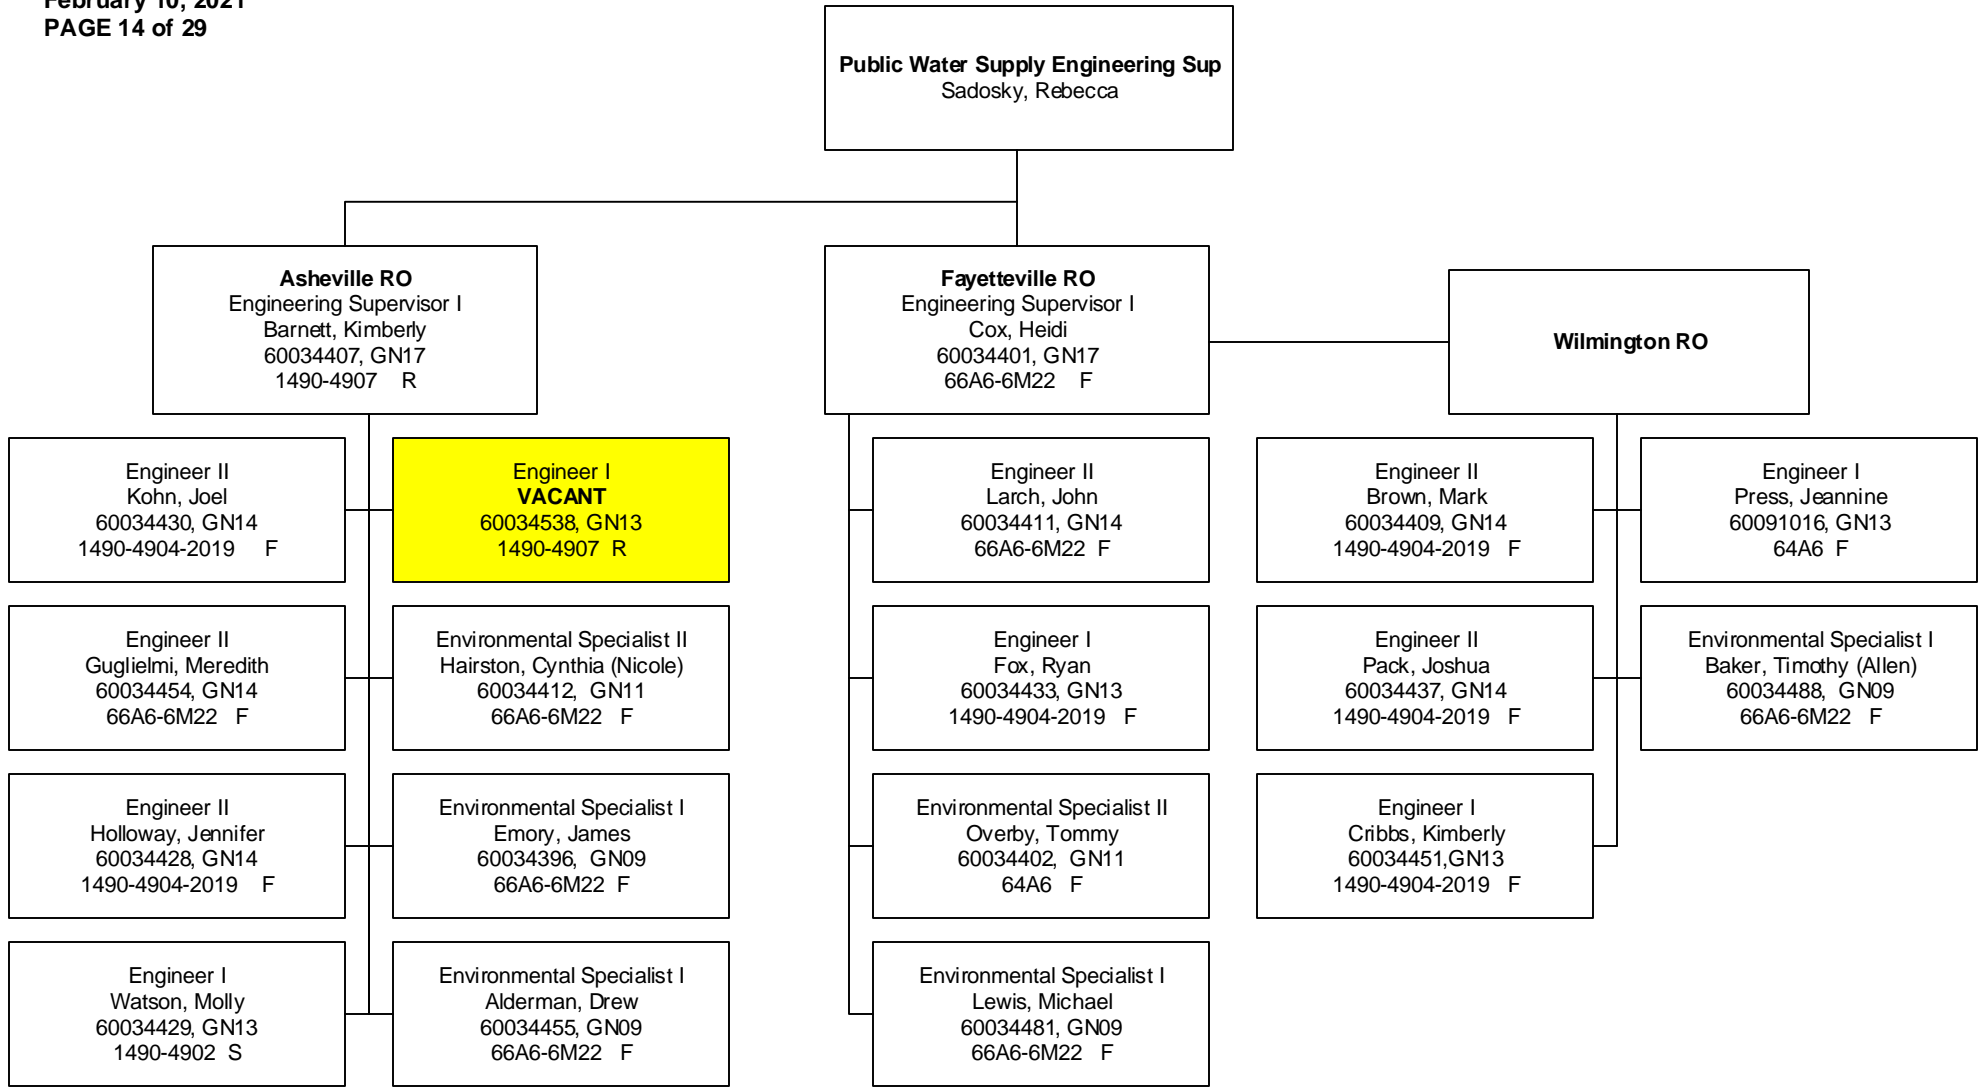 February 10, 2021
PAGE 14 of 29
Public Water Supply Engineering Sup
Sadosky, Rebecca
Asheville RO
Engineering Supervisor I
Barnett, Kimberly
60034407, GN17
1490-4907 R
Fayetteville RO
Engineering Supervisor I
Cox, Heidi
60034401, GN17
66A6-6M22 F
Wilmington RO
Engineer II
Kohn, Joel
60034430, GN14
1490-4904-2019 F
Engineer I
VACANT
60034538, GN13
1490-4907 R
Engineer II
Larch, John
60034411, GN14
66A6-6M22 F
Engineer II
Brown, Mark
60034409, GN14
1490-4904-2019 F
Engineer I
Press, Jeannine
60091016, GN13
64A6 F
Engineer II
Guglielmi, Meredith
60034454, GN14
66A6-6M22 F
Environmental Specialist II
Hairston, Cynthia (Nicole)
60034412, GN11
66A6-6M22 F
Engineer I
Fox, Ryan
60034433, GN13
1490-4904-2019 F
Engineer II
Pack, Joshua
60034437, GN14
1490-4904-2019 F
Environmental Specialist I
Baker, Timothy (Allen)
60034488, GN09
66A6-6M22 F
Engineer II
Holloway, Jennifer
60034428, GN14
1490-4904-2019 F
Environmental Specialist I
Emory, James
60034396, GN09
66A6-6M22 F
Environmental Specialist II
Overby, Tommy
60034402, GN11
64A6 F
Engineer I
Cribbs, Kimberly
60034451,GN13
1490-4904-2019 F
Engineer I
Watson, Molly
60034429, GN13
1490-4902 S
Environmental Specialist I
Alderman, Drew
60034455, GN09
66A6-6M22 F
Environmental Specialist I
Lewis, Michael
60034481, GN09
66A6-6M22 F